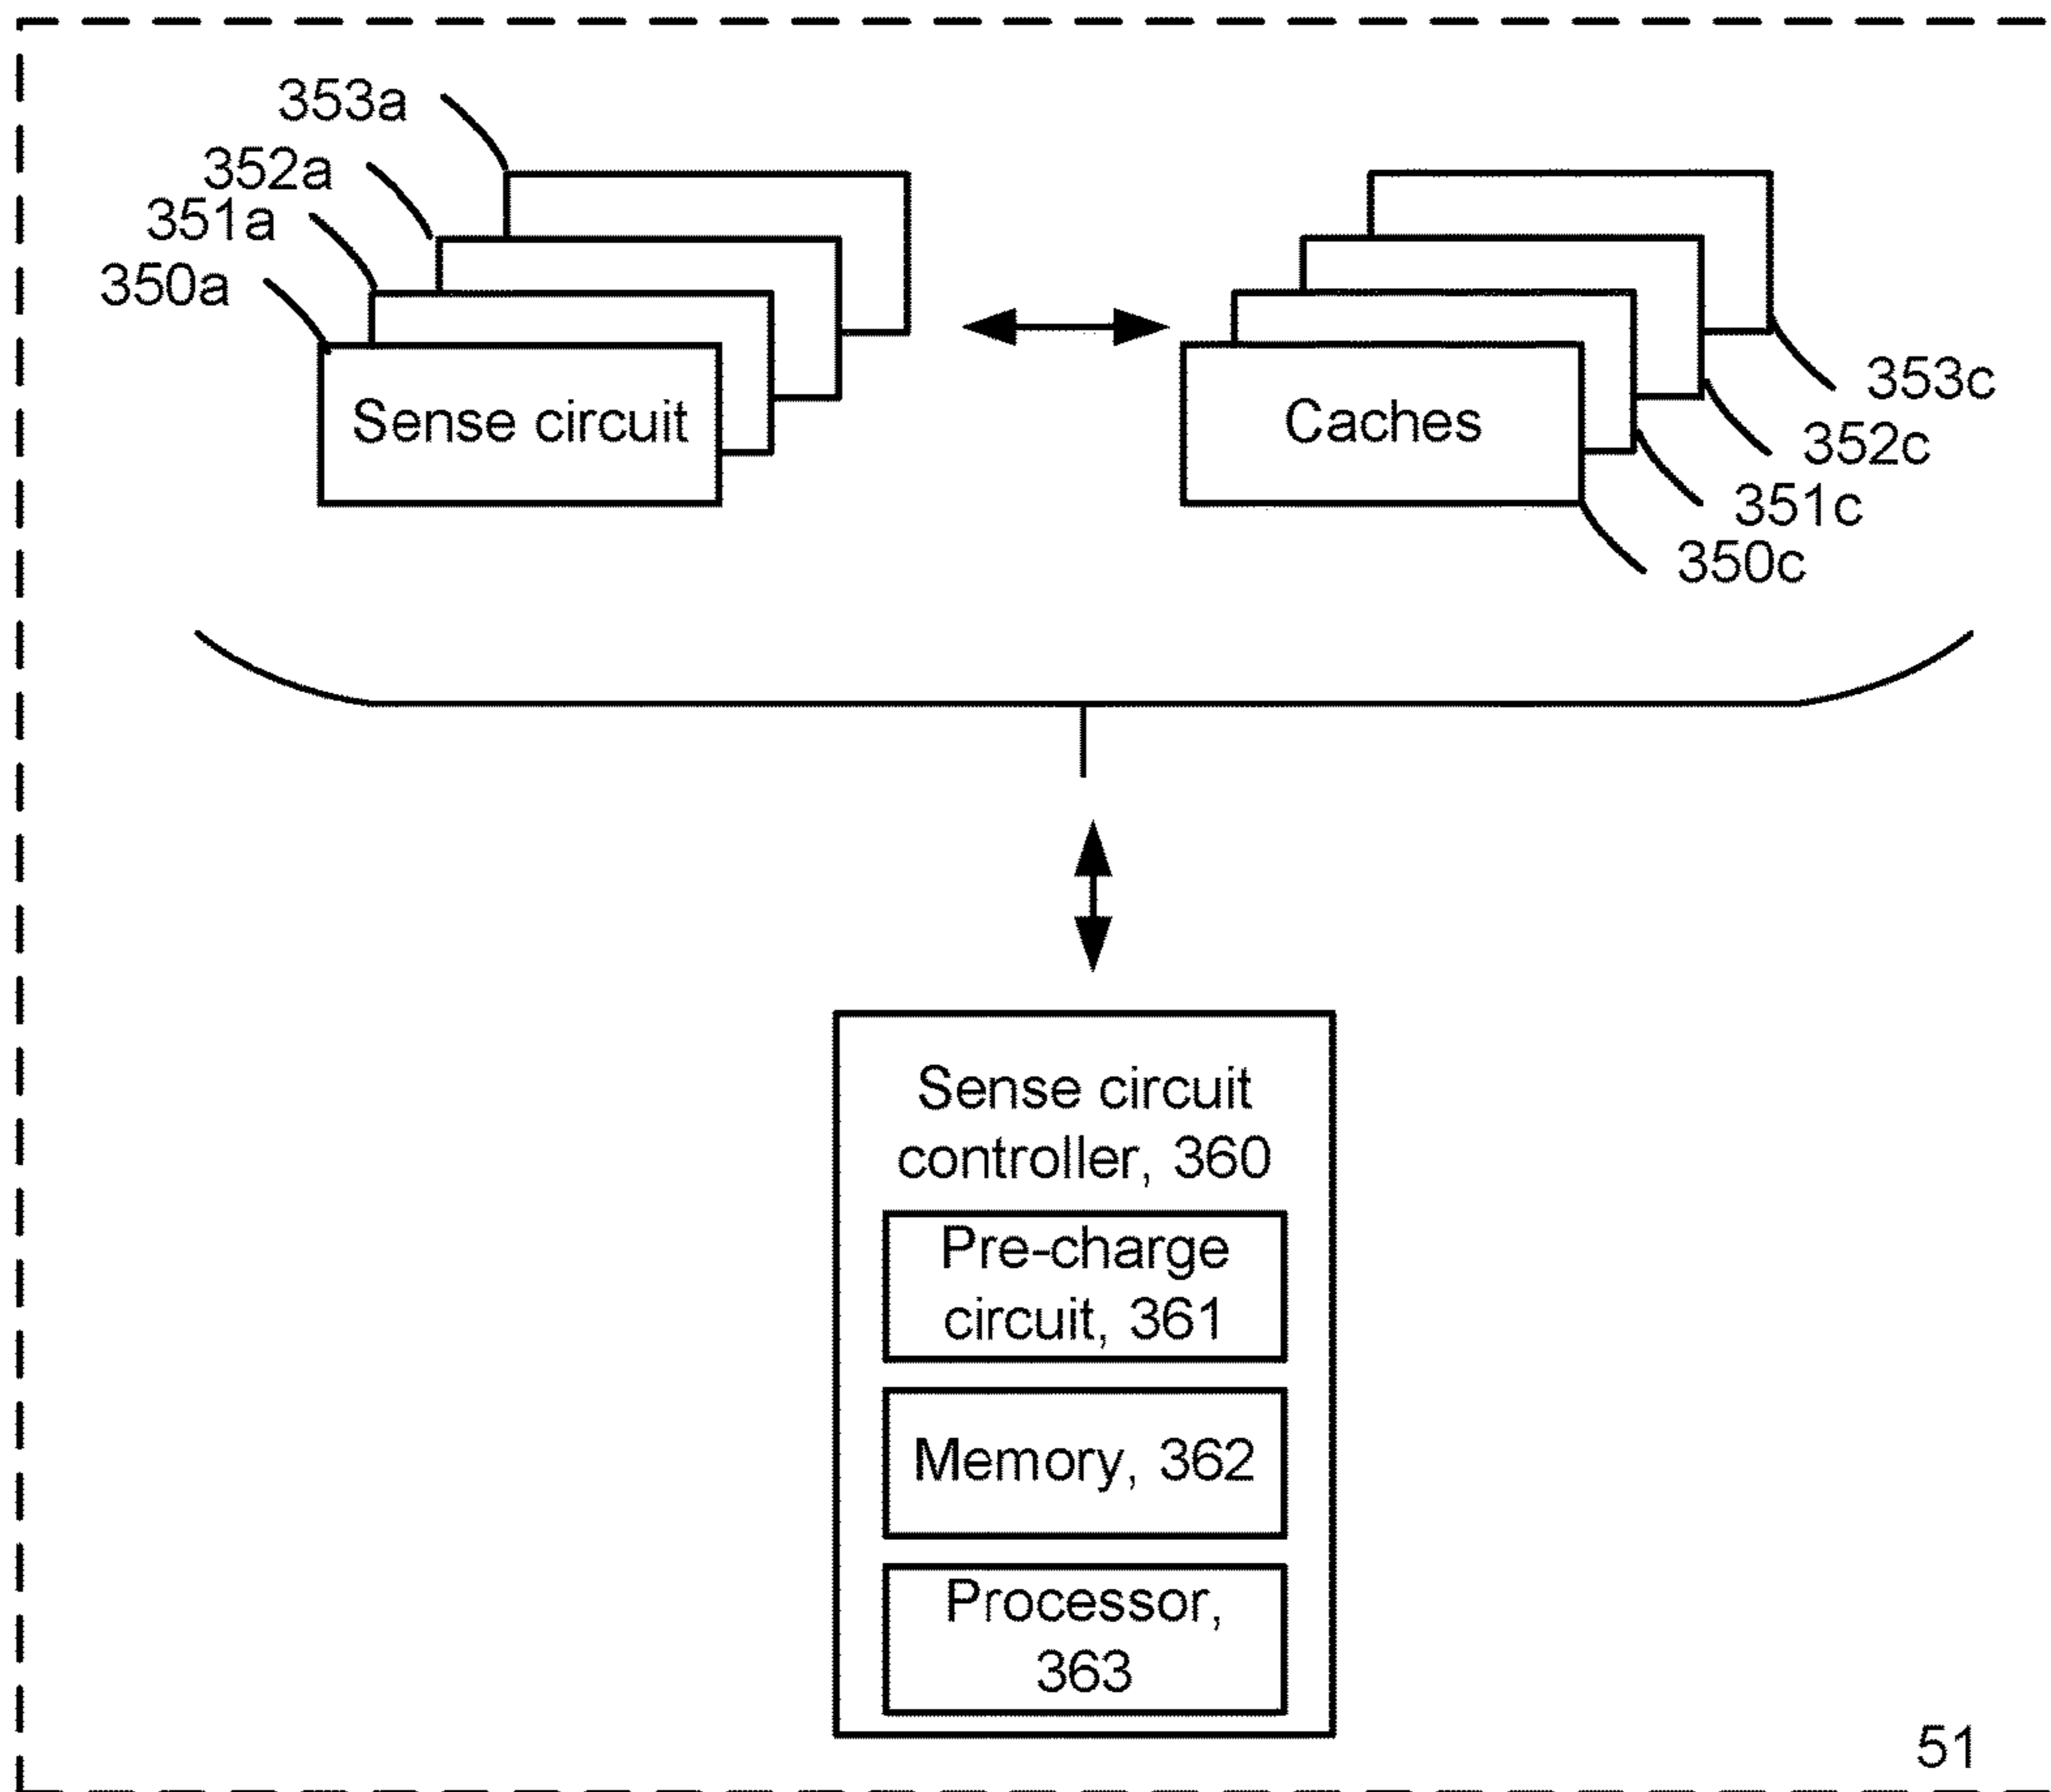 353a
352a
351a
350a
Sense circuit
Caches
353c
352c
351c
350c
Sense circuit
controller, 360
Pre-charge
circuit, 361
Memory, 362
Processor,
363
51